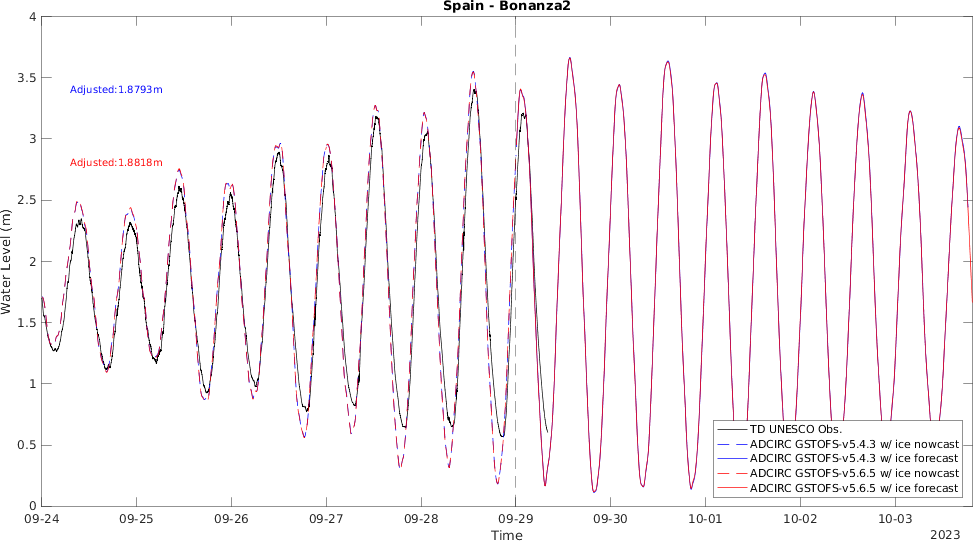 Spain - Bonanza2
4
3.5
3
2.5
2
1.5
1
0.5
0
Water Level (m)
Adjusted:1.8793m
Adjusted:1.8818m
TD UNESCO Obs.
ADCIRC GSTOFS-v5.4.3 w/ ice nowcast
ADCIRC GSTOFS-v5.4.3 w/ ice forecast
ADCIRC GSTOFS-v5.6.5 w/ ice nowcast
ADCIRC GSTOFS-v5.6.5 w/ ice forecast
09-24 09-25 09-26 09-27 09-28 09-29 09-30 10-01 10-02 10-03
Time
2023